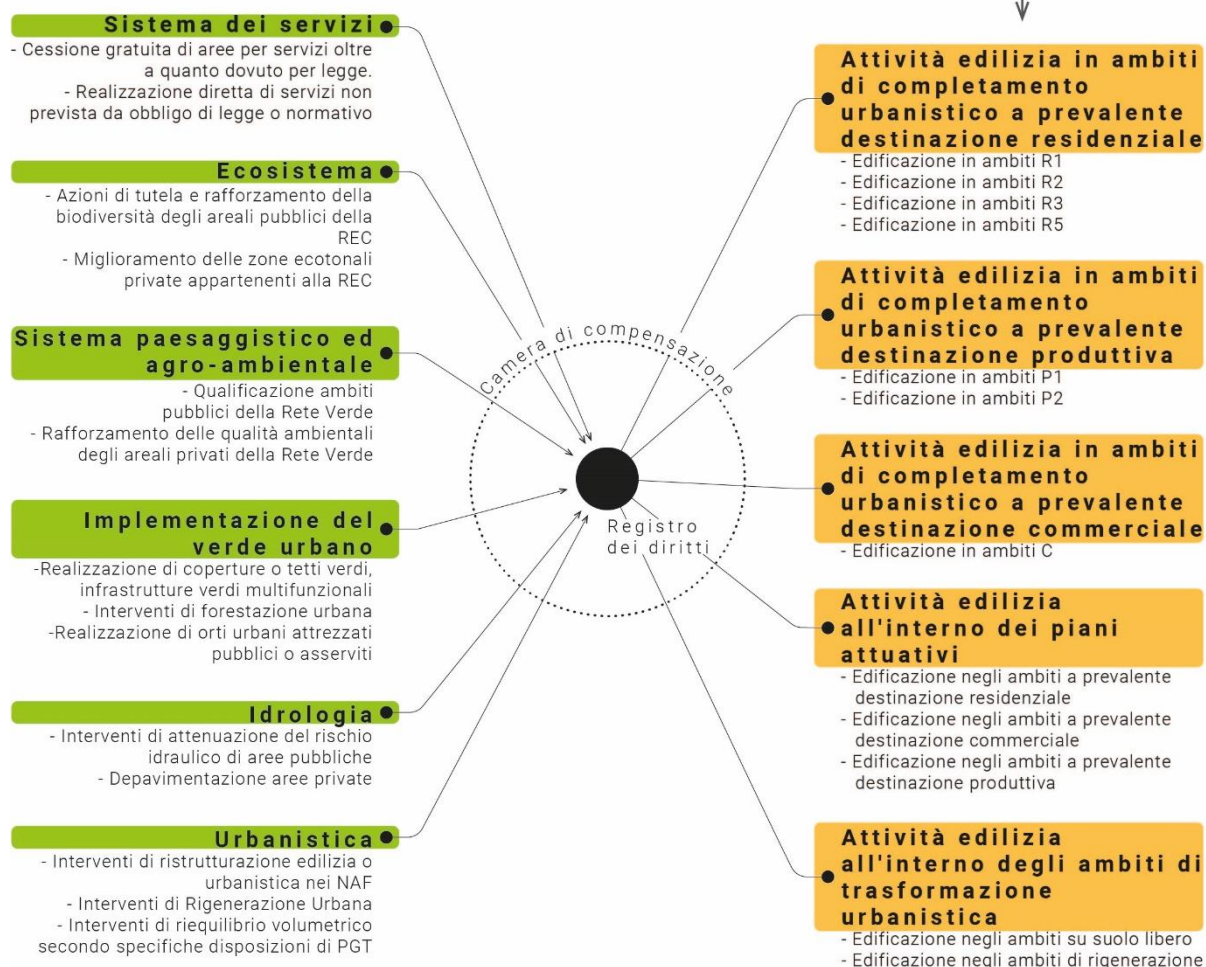 Sistema dei servizi
- Cessione gratuita di aree per servizi oltre
a quanto dovuto per legge.
- Realizzazione diretta di servizi non
prevista da obbligo di legge o normativo
Ecosistema
- Azioni di tutela e rafforzamento della
biodiversità degli areali pubblici della
REC
- Miglioramento delle zone ecotonali
private appartenenti alla REC
Sistema paesaggistico ed
agro-ambientale
- Qualificazione ambiti
pubblici della Rete Verde
- Rafforzamento delle qualità ambientali
degli areali privati della Rete Verde
Implementazione del
verde urbano
-Realizzazione di coperture o tetti verdi,
infrastrutture verdi multifunzionali
- Interventi di forestazione urbana
-Realizzazione di orti urbani attrezzati
pubblici o asserviti
Idrologia
- Interventi di attenuazione del rischio
idraulico di aree pubbliche
- Depavimentazione aree private
Urbanistica
- Interventi di ristrutturazione edilizia o
urbanistica nei NAF
- Interventi di Rigenerazione Urbana
- Interventi di riequilibrio volumetrico
secondo specifiche disposizioni di PGT
Camera di compensazione
Registro
dei diritti
Attività edilizia in ambiti
di completamento
urbanistico a prevalente
destinazione residenziale
- Edificazione in ambiti R1
- Edificazione in ambiti R2
- Edificazione in ambiti R3
- Edificazione in ambiti R5
Attività edilizia in ambiti
di completamento
urbanistico a prevalente
destinazione produttiva
- Edificazione in ambiti P1
- Edificazione in ambiti P2
Attività edilizia in ambiti
di completamento
urbanistico a prevalente
destinazione commerciale
- Edificazione in ambiti C
Attività edilizia
all'interno dei piani
attuativi
- Edificazione negli ambiti a prevalente
destinazione residenziale
- Edificazione negli ambiti a prevalente
destinazione commerciale
- Edificazione negli ambiti a prevalente
destinazione produttiva
Attività edilizia
all'interno degli ambiti di
trasformazione
urbanistica
- Edificazione negli ambiti su suolo libero
- Edificazione negli ambiti di rigenerazione